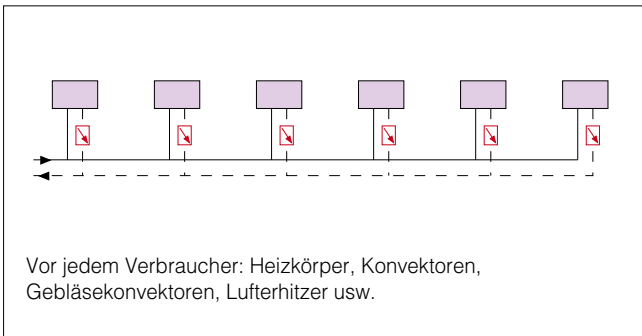 Vor jedem Verbraucher: Heizkörper, Konvektoren,
Gebläsekonvektoren, Lufterhitzer usw.